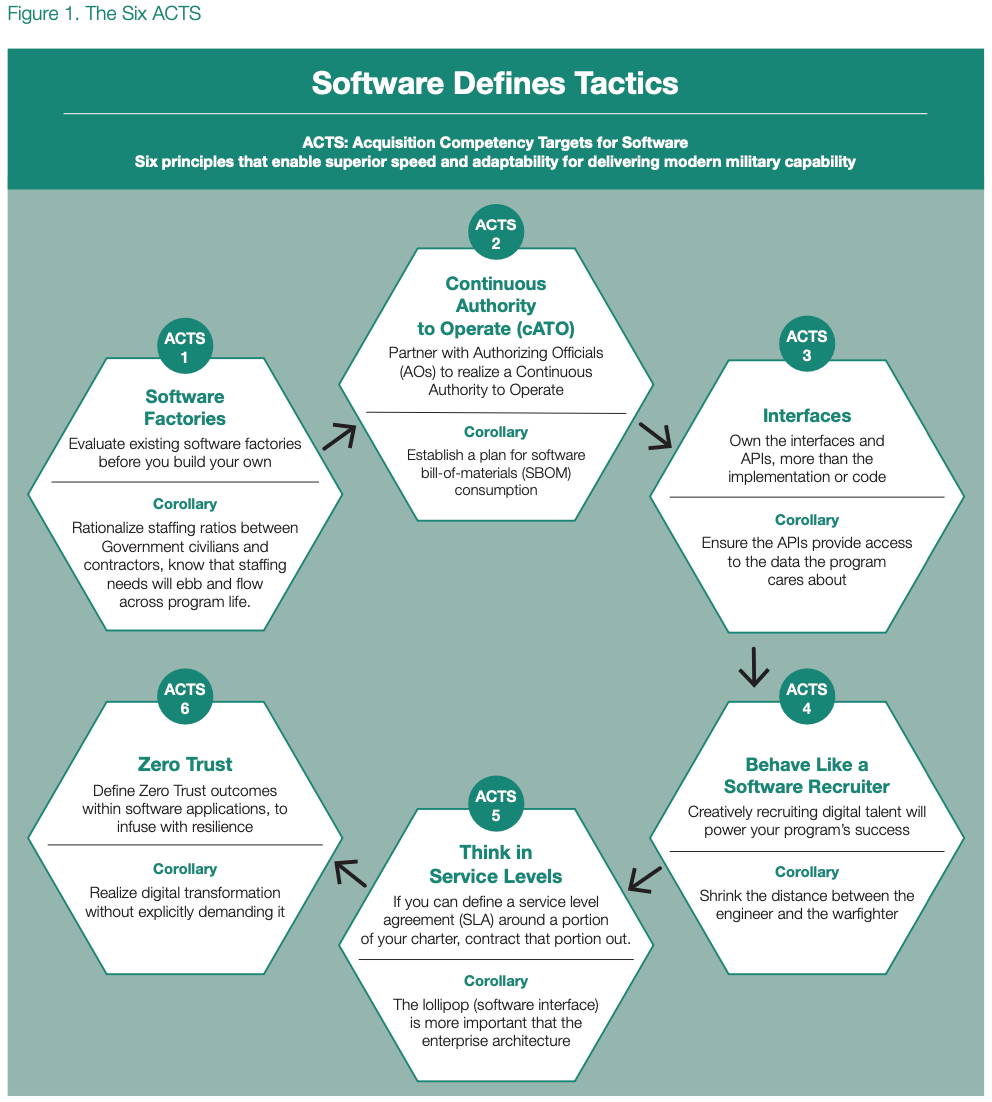 Figure 1. The Six ACTS
Software Defines Tactics
ACTS: Acquisition Competency Targets for Software
Six principles that enable superior speed and adaptability for delivering modern military capability
ACTS
1
Software
Factories
Evaluate existing software factories
before you build your own
Corollary
Rationalize staffing ratios between
Government civilians and
contractors, know that staffing
needs will ebb and flow
across program life.
ACTS
2
Continuous
Authority
to Operate (cATO)
Partner with Authorizing Officials
(AOs) to realize a Continuous
Authority to Operate
Corollary
Establish a plan for software
bill-of-materials (SBOM)
consumption
ACTS
3
Interfaces
Own the interfaces and
APIs, more than the
implementation or code
Corollary
Ensure the APIs provide access
to the data the program
cares about
ACTS
4
Behave Like a
Software Recruiter
Creatively recruiting digital talent will
power your program’s success
Corollary
Shrink the distance between the
engineer and the warfighter
ACTS
5
Think in
Service Levels
If you can define a service level
agreement (SLA) around a portion
of your charter, contract that portion out.
Corollary
The lollipop (software interface)
is more important that the
enterprise architecture
ACTS
6
Zero Trust
Define Zero Trust outcomes
within software applications, to
infuse with resilience
Corollary
Realize digital transformation
without explicitly demanding it